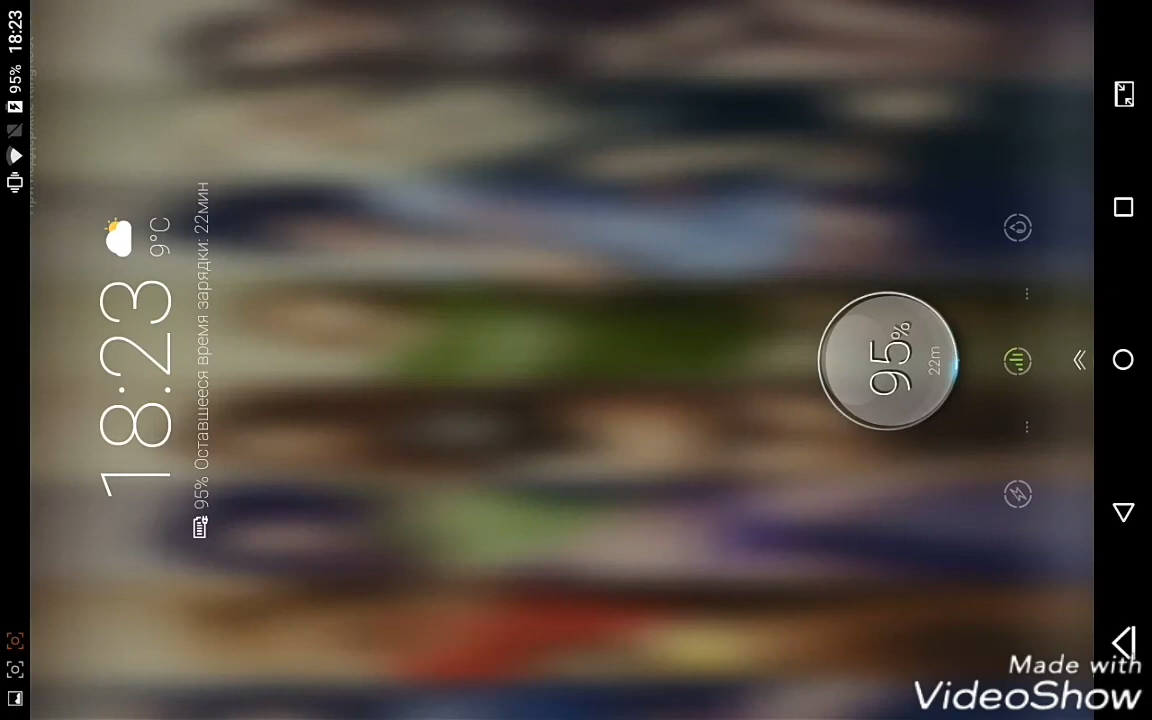 95% 18:23
18:23
9°C
95% Оставшееся время зарядки: 22мин
95%
22m
Made with
VideoShow